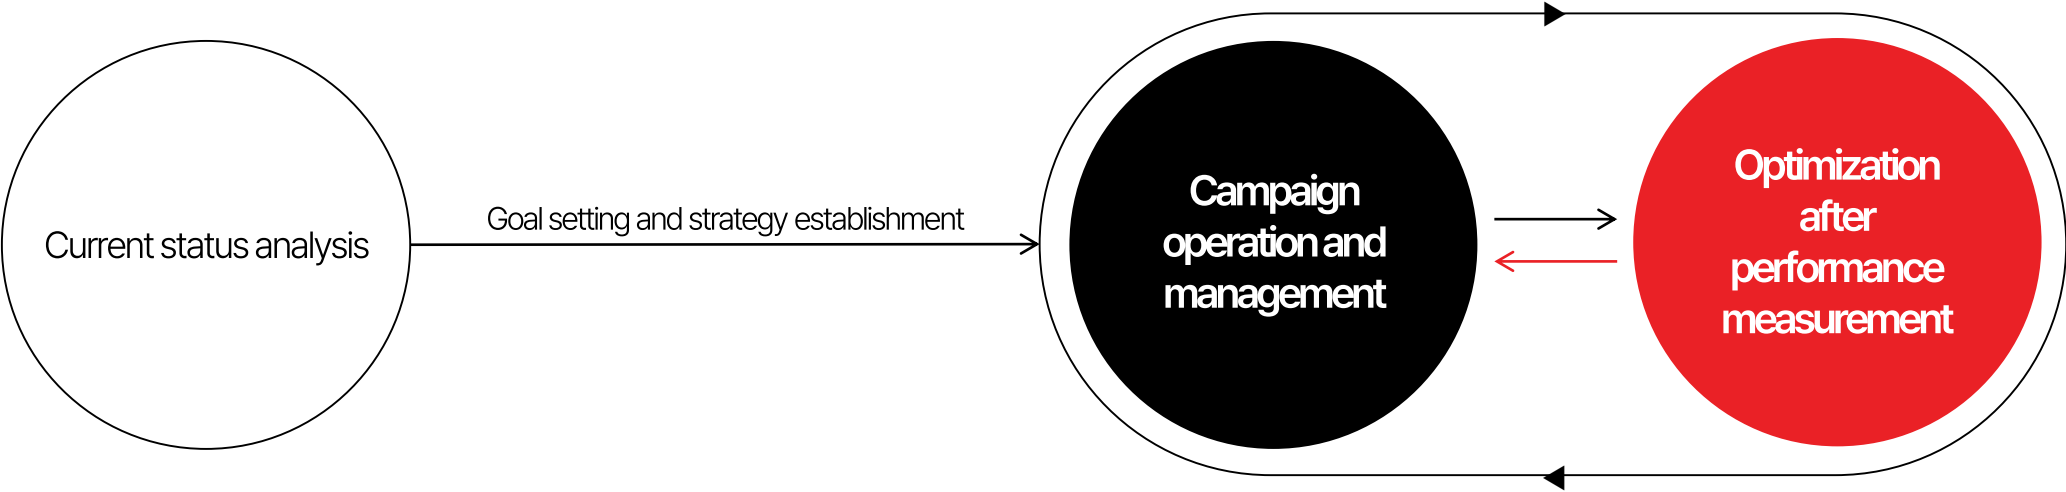 Current status analysis
Goal setting and strategy establishment
Campaign
operation and
management
Optimization
after
performance
measurement